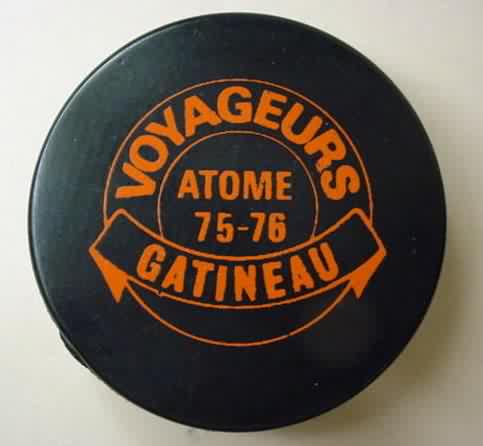 VOYAGEURS
ATOME
75-76
GATINEAU